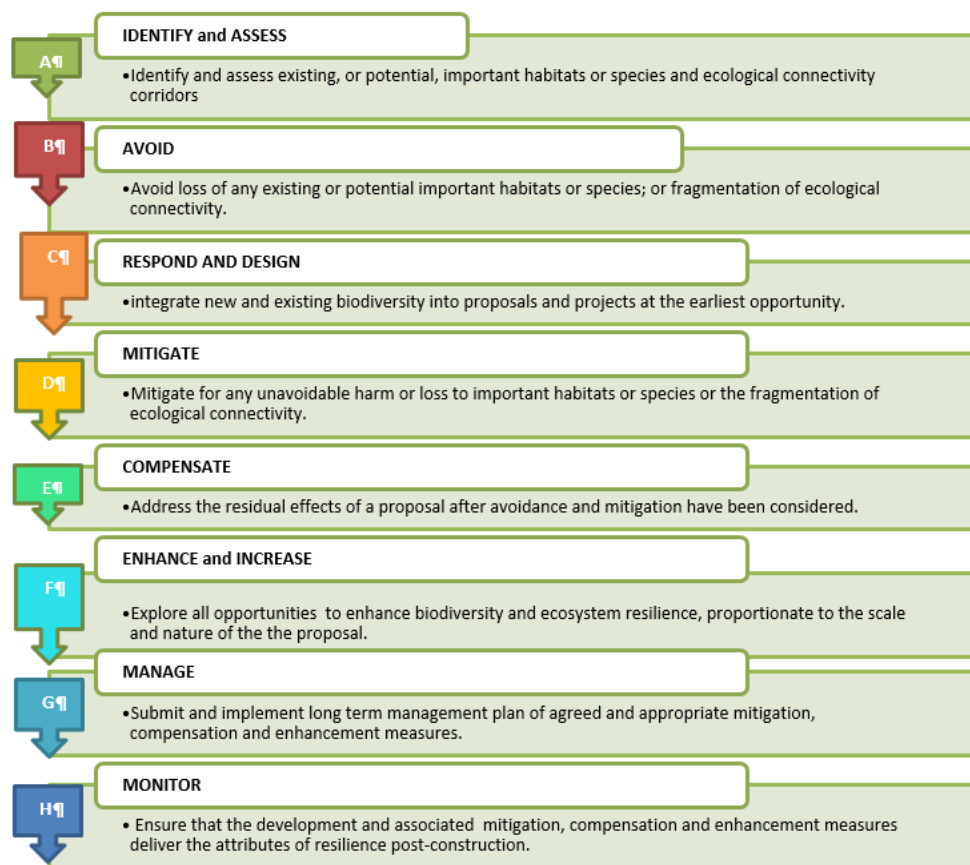 IDENTIFY and ASSESS
A¶
•Identify and assess existing, or potential, important habitats or species and ecological connectivity
corridors
B¶
AVOID
•Avoid loss of any existing or potential important habitats or species; or fragmentation of ecological
connectivity.
C¶
RESPOND AND DESIGN
•integrate new and existing biodiversity into proposals and projects at the earliest opportunity.
MITIGATE
D¶
•Mitigate for any unavoidable harm or loss to important habitats or species or the fragmentation of
ecological connectivity.
COMPENSATE
E¶
•Address the residual effects of a proposal after avoidance and mitigation have been considered.
ENHANCE and INCREASE
F¶
•Explore all opportunities to enhance biodiversity and ecosystem resilience, proportionate to the scale
and nature of the the proposal.
MANAGE
G¶
•Submit and implement long term management plan of agreed and appropriate mitigation,
compensation and enhancement measures.
MONITOR
H¶
• Ensure that the development and associated mitigation, compensation and enhancement measures
deliver the attributes of resilience post-construction.